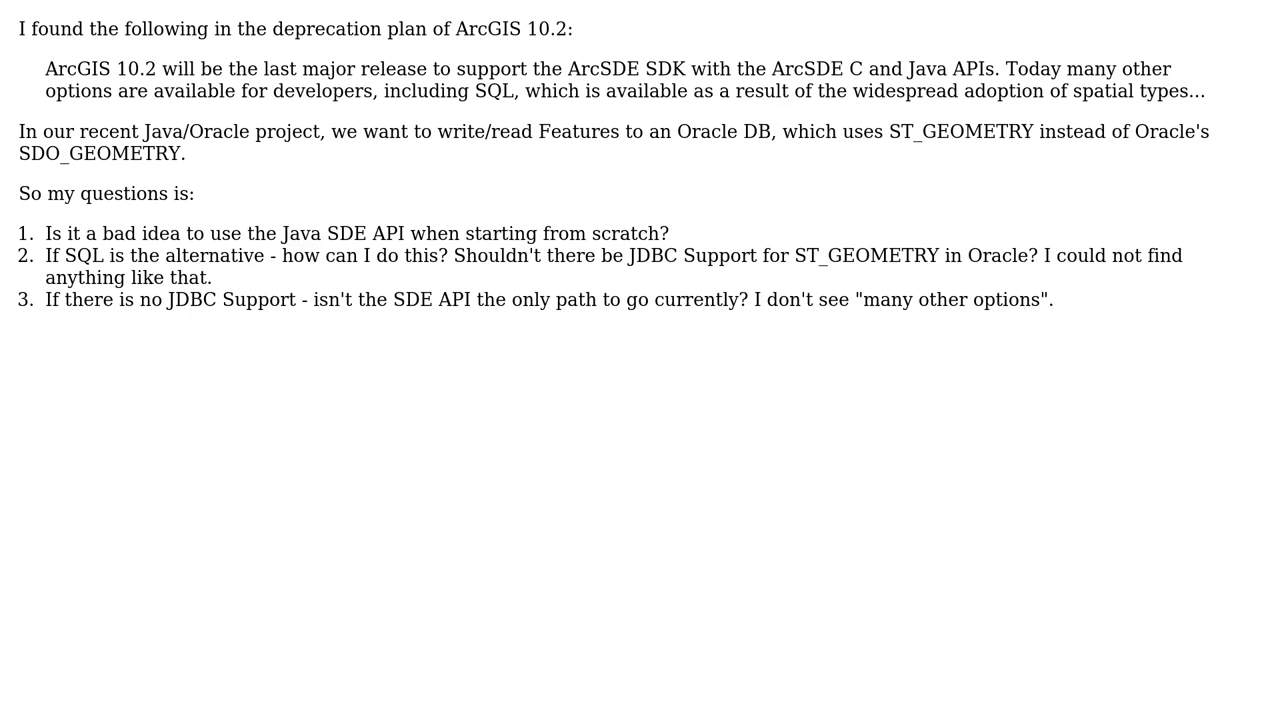 I found the following in the deprecation plan of ArcGIS 10.2:
ArcGIS 10.2 will be the last major release to support the ArcSDE SDK with the ArcSDE C and Java APIs. Today many other
options are available for developers, including SQL, which is available as a result of the widespread adoption of spatial types...
In our recent Java/Oracle project, we want to write/read Features to an Oracle DB, which uses ST_GEOMETRY instead of Oracle's
SDO_GEOMETRY.
So my questions is:
1. Is it a bad idea to use the Java SDE API when starting from scratch?
2. If SQL is the alternative - how can I do this? Shouldn't there be JDBC Support for ST_GEOMETRY in Oracle? I could not find
anything like that.
3. If there is no JDBC Support - isn't the SDE API the only path to go currently? I don't see "many other options".